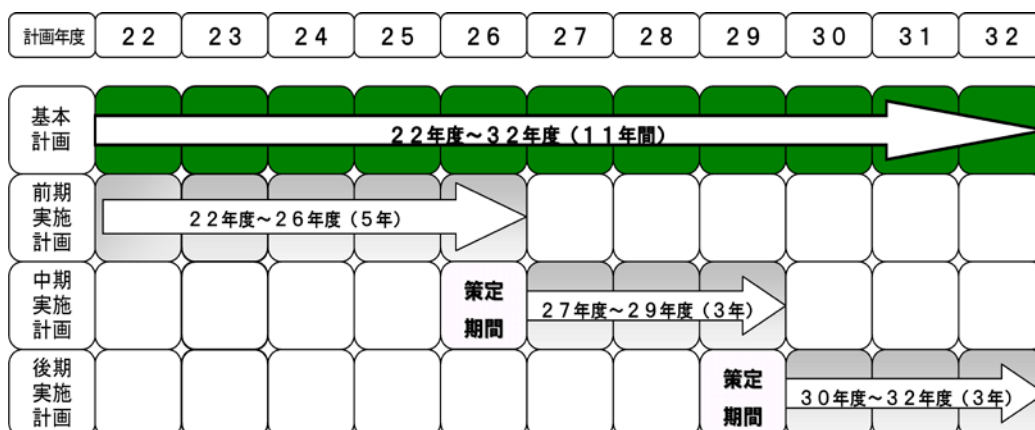 計画年度 ２２ ２３ ２４ ２５ ２６ ２７ ２８ ２９ ３０ ３１ ３２
基本
計画
２２年度～３２年度（１１年間）
前期
実施
計画
２２年度～２６年度（５年）
中期
実施
計画
策定
期間
２７年度～２９年度（３年）
後期
実施
計画
策定
期間
３０年度～３２年度（３年）